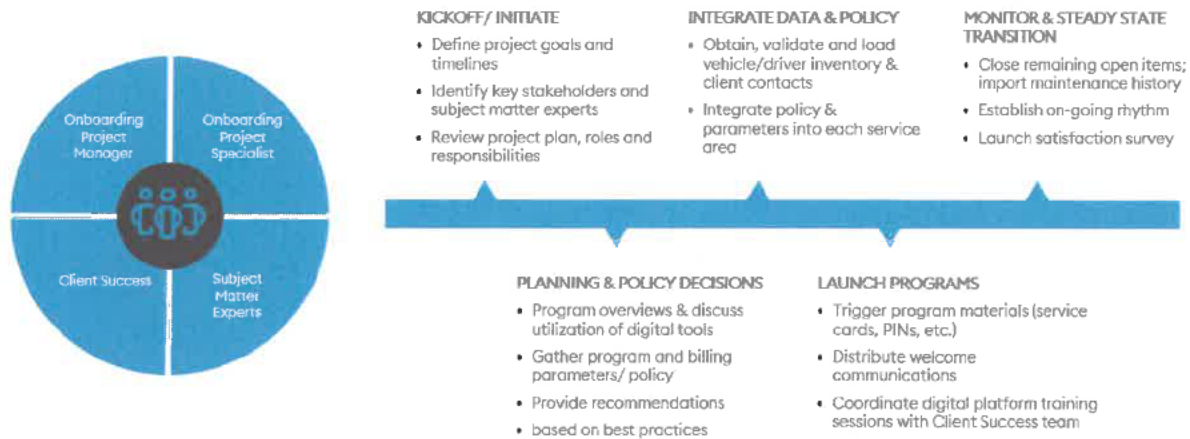 Onboarding
Project
Manager
Onboarding
Project
Specialist
Client Success
Subject
Matter
Experts
KICKOFF/ INITIATE
• Define project goals and
timelines
• Identify key stakeholders and
subject matter experts
• Review project plan, roles and
responsibilities
INTEGRATE DATA & POLICY
• Obtain, validate and load
vehicle/driver inventory &
client contacts
• Integrate policy &
parameters into each service
area
MONITOR & STEADY STATE
TRANSITION
• Close remaining open items;
import maintenance history
• Establish on-going rhythm
• Launch satisfaction survey
PLANNING & POLICY DECISIONS
• Program overviews & discuss
utilization of digital tools
• Gather program and billing
parameters/ policy
• Provide recommendations
• based on best practices
LAUNCH PROGRAMS
• Trigger program materials (service
cards, PINs, etc.)
• Distribute welcome
communications
• Coordinate digital platform training
sessions with Client Success team